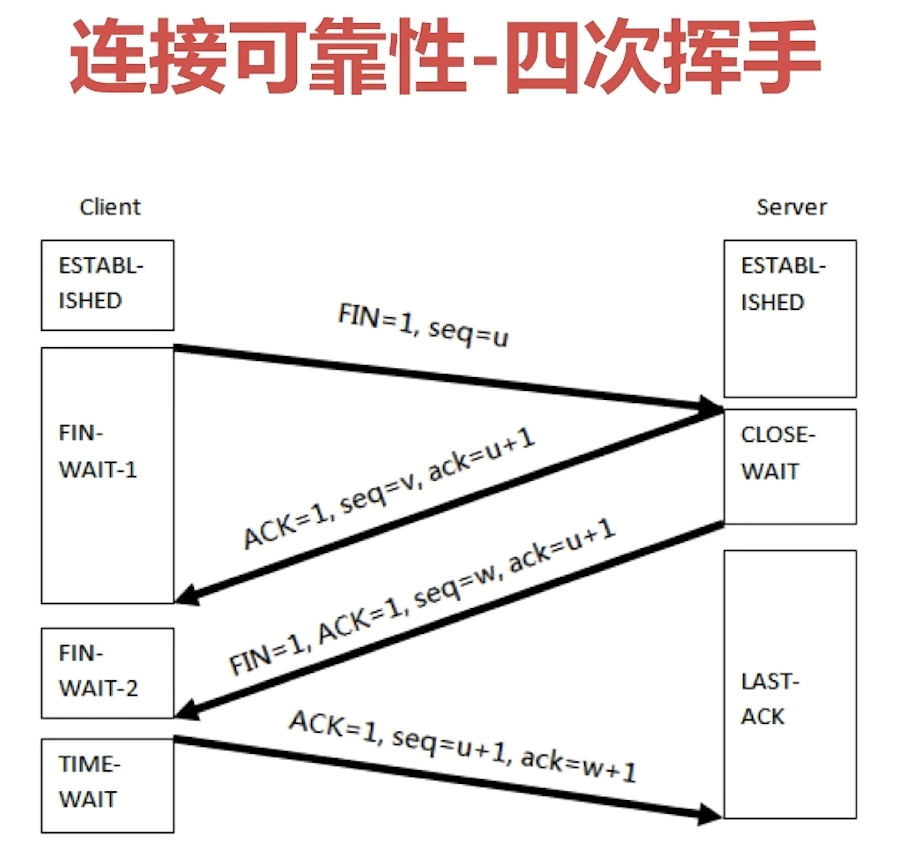 连接可靠性-四次挥手
Client
Server
ESTABL-
ISHED
ESTABL-
ISHED
FIN=1, seq=u
FIN-
WAIT-1
CLOSE-
WAIT
ACK=1, seq=v, ack=u+1
FIN=1, ACK=1, seq=w, ack=u+1
FIN-
WAIT-2
LAST-
ACK
ACK=1, seq=u+1, ack=w+1
TIME-
WAIT